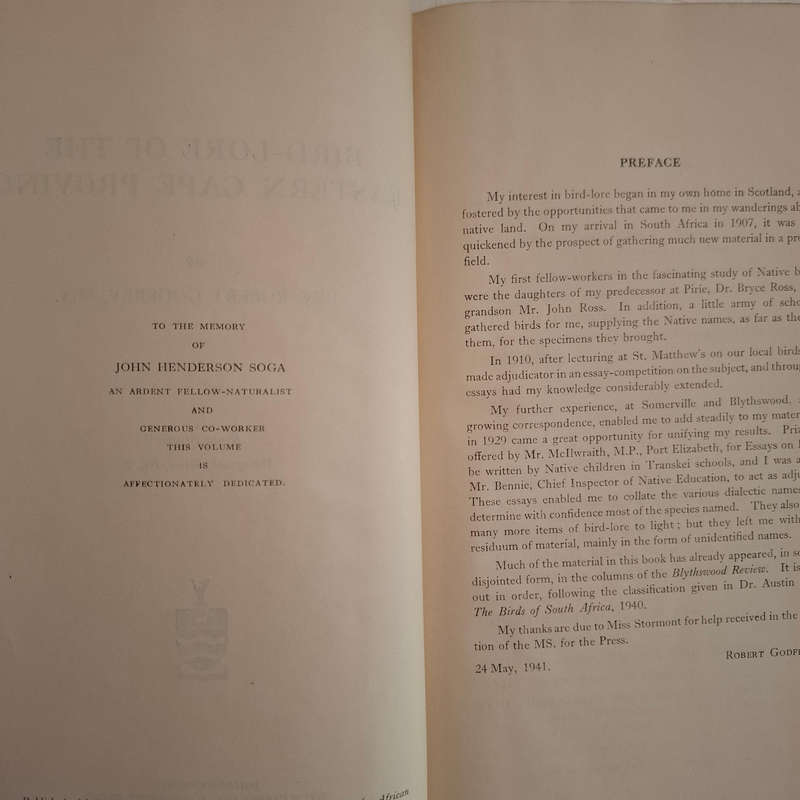 TO THE MEMORY
OF
JOHN HENDERSON SOGA
AN ARDENT FELLOW-NATURALIST
AND
GENEROUS CO-WORKER
THIS VOLUME
IS
AFFECTIONATELY DEDICATED.
African
PREFACE
My interest in bird-lore began in my own home in Scotland,
fostered by the opportunities that came to me in my wanderings
native land. On my arrival in South Africa in 1907, it was
quickened by the prospect of gathering much new material in a
field.
My first fellow-workers in the fascinating study of Native
were the daughters of my predecessor at Pirie, Dr. Bryce Ross,
grandson Mr. John Ross. In addition, a little army of
gathered birds for me, supplying the Native names, as far as
them, for the specimens they brought.
In 1910, after lecturing at St. Matthew's on our local birds
made adjudicator in an essay-competition on the subject, and
essays had my knowledge considerably extended.
My further experience, at Somerville and Blythswood,
growing correspondence, enabled me to add steadily to my
in 1929 came a great opportunity for unifying my results.
offered by Mr. McIlwraith, M.P., Port Elizabeth, for Essays on
be written by Native children in Transkei schools, and I was
Mr. Bennie, Chief Inspector of Native Education, to act as
These essays enabled me to collate the various dialectic names
determine with confidence most of the species named. They also
many more items of bird-lore to light; but they left me with
residuum of material, mainly in the form of unidentified names.
Much of the material in this book has already appeared, in
disjointed form, in the columns of the Blythswood Review. It is
out in order, following the classification given in Dr. Austin
The Birds of South Africa, 1940.
My thanks are due to Miss Stormont for help received in the
tion of the MS. for the Press.
ROBERT
24 May, 1941.